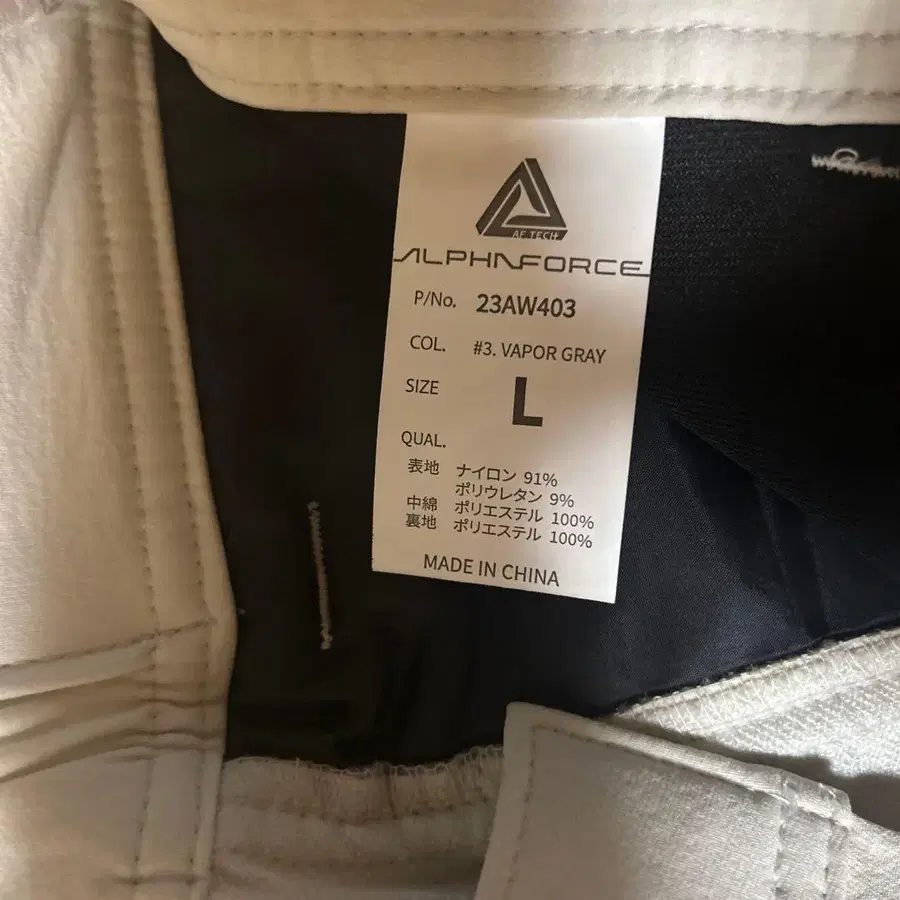 AF TECH
ALPHAFORCE
P/No. 23AW403
COL. #3. VAPOR GRAY
SIZE L
QUAL.
表地 ナイロン 91%
ポリウレタン 9%
中綿 ポリエステル 100%
裏地 ポリエステル 100%
MADE IN CHINA